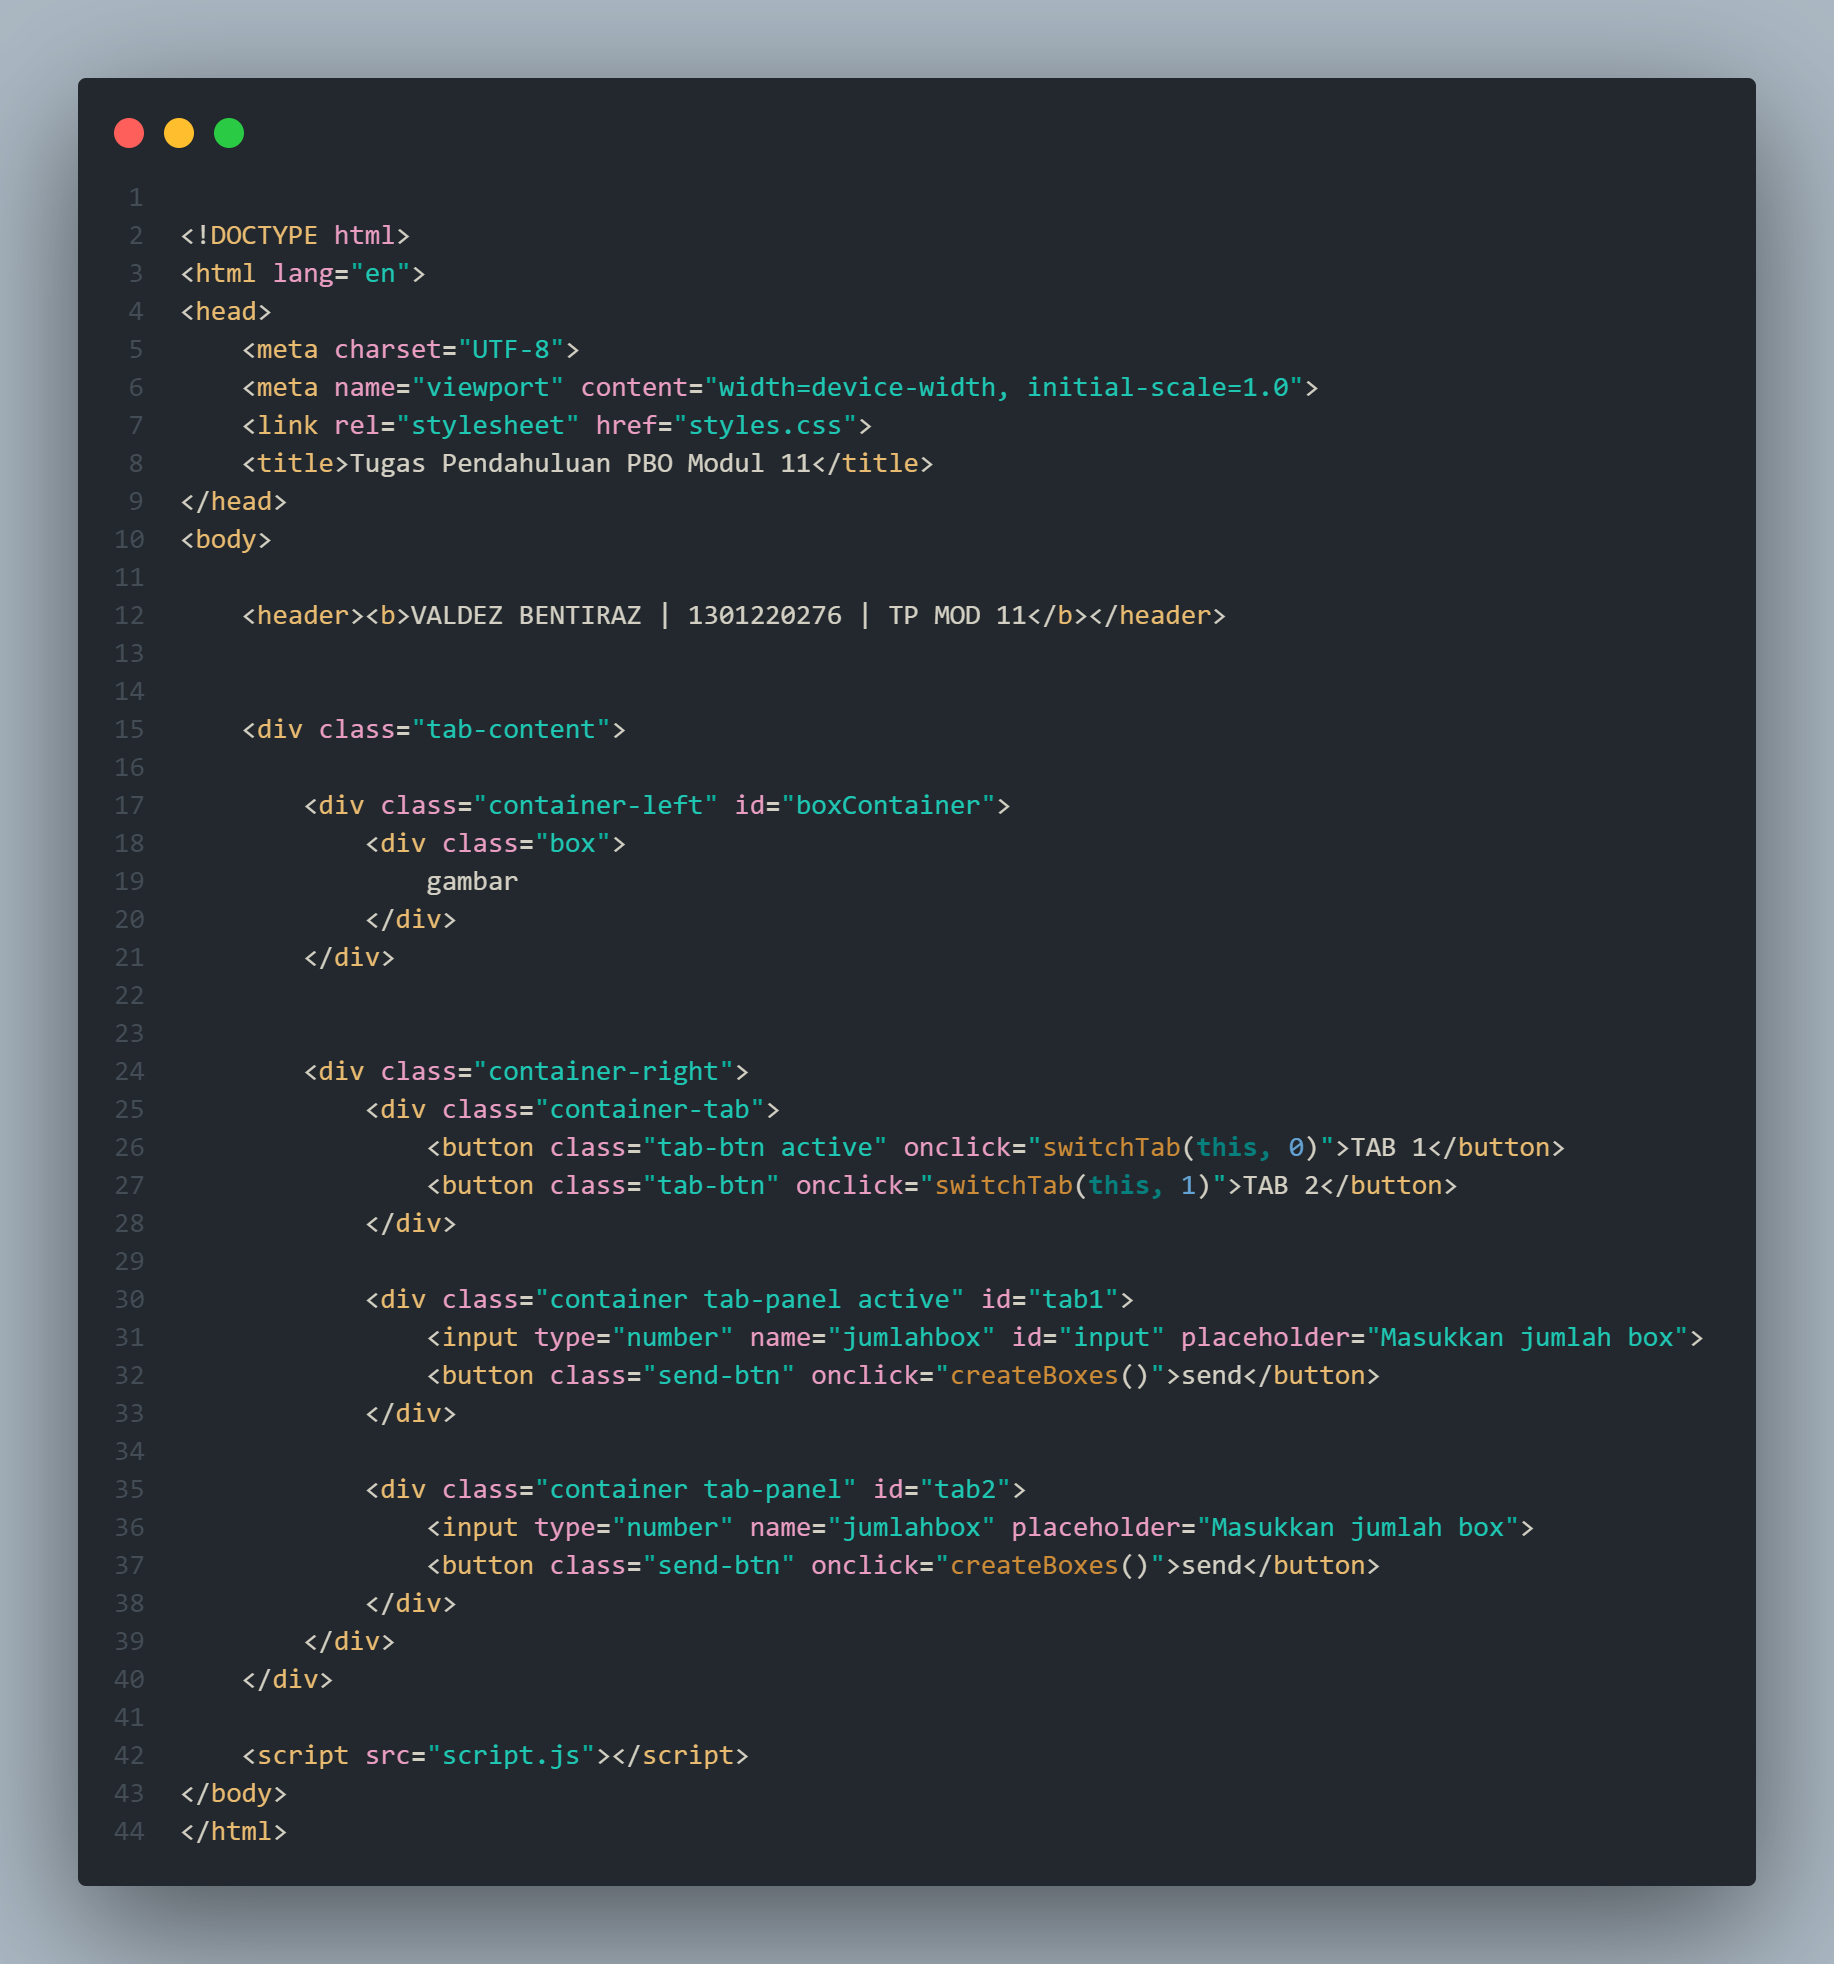 1
2 <!DOCTYPE html>
3 <html lang="en">
4 <head>
5     <meta charset="UTF-8">
6     <meta name="viewport" content="width=device-width, initial-scale=1.0">
7     <link rel="stylesheet" href="styles.css">
8     <title>Tugas Pendahuluan PBO Modul 11</title>
9 </head>
10 <body>
11
12     <header><b>VALDEZ BENTIRAZ | 1301220276 | TP MOD 11</b></header>
13
14
15     <div class="tab-content">
16
17         <div class="container-left" id="boxContainer">
18             <div class="box">
19                 gambar
20             </div>
21         </div>
22
23
24         <div class="container-right">
25             <div class="container-tab">
26                 <button class="tab-btn active" onclick="switchTab(this, 0)">TAB 1</button>
27                 <button class="tab-btn" onclick="switchTab(this, 1)">TAB 2</button>
28             </div>
29
30             <div class="container tab-panel active" id="tab1">
31                 <input type="number" name="jumlahbox" id="input" placeholder="Masukkan jumlah box">
32                 <button class="send-btn" onclick="createBoxes()">send</button>
33             </div>
34
35             <div class="container tab-panel" id="tab2">
36                 <input type="number" name="jumlahbox" placeholder="Masukkan jumlah box">
37                 <button class="send-btn" onclick="createBoxes()">send</button>
38             </div>
39         </div>
40     </div>
41
42     <script src="script.js"></script>
43 </body>
44 </html>